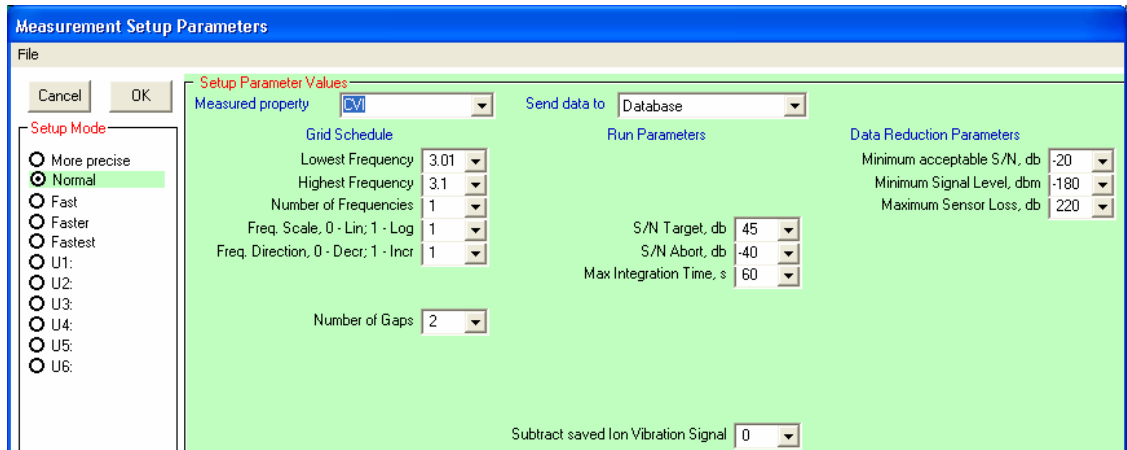 Measurement Setup Parameters
File
Cancel OK
Setup Mode
More precise
Normal
Fast
Faster
Fastest
U1:
U2:
U3:
U4:
U5:
U6:
Setup Parameter Values
Measured property CVI Send data to Database
Grid Schedule
Lowest Frequency 3.01
Highest Frequency 3.1
Number of Frequencies 1
Freq. Scale, 0 - Lin; 1 - Log 1
Freq. Direction, 0 - Decr; 1 - Incr 1
Number of Gaps 2
Run Parameters
S/N Target, db 45
S/N Abort, db -40
Max Integration Time, s 60
Subtract saved Ion Vibration Signal 0
Data Reduction Parameters
Minimum acceptable S/N, db -20
Minimum Signal Level, dbm -180
Maximum Sensor Loss, db 220